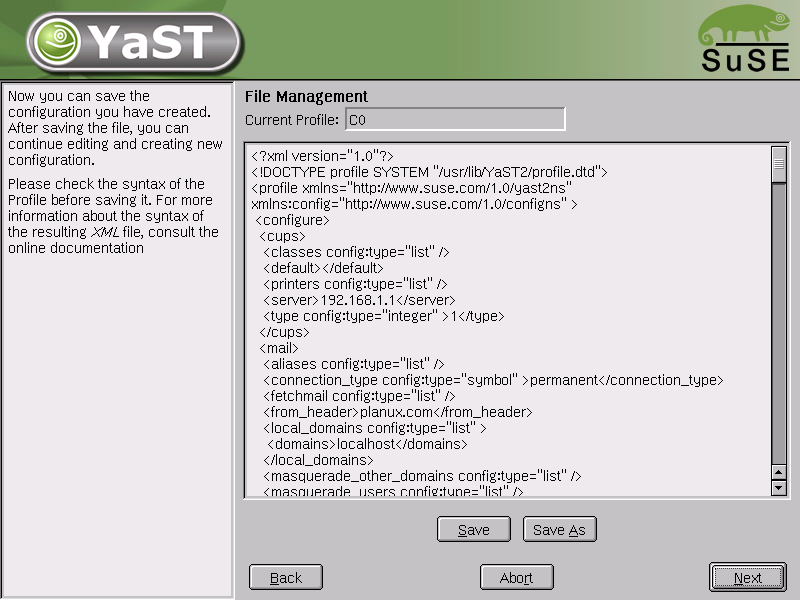 YaST
SuSE
Now you can save the
configuration you have created.
After saving the file, you can
continue editing and creating new
configuration.
Please check the syntax of the
Profile before saving it. For more
information about the syntax of
the resulting XML file, consult the
online documentation
File Management
Current Profile: C0
<?xml version="1.0"?>
<!DOCTYPE profile SYSTEM "/usr/lib/YaST2/profile.dtd">
<profile xmlns="http://www.suse.com/1.0/yast2ns"
xmlns:config="http://www.suse.com/1.0/configns" >
<configure>
<cups>
<classes config:type="list" />
<default></default>
<printers config:type="list" />
<server>192.168.1.1</server>
<type config:type="integer" >1</type>
</cups>
<mail>
<aliases config:type="list" />
<connection_type config:type="symbol" >permanent</connection_type>
<fetchmail config:type="list" />
<from_header>planux.com</from_header>
<local_domains config:type="list" >
<domains>localhost</domains>
</local_domains>
<masquerade_other_domains config:type="list" />
<masquerade_users config:type="list" />
Save
Save As
Back
Abort
Next